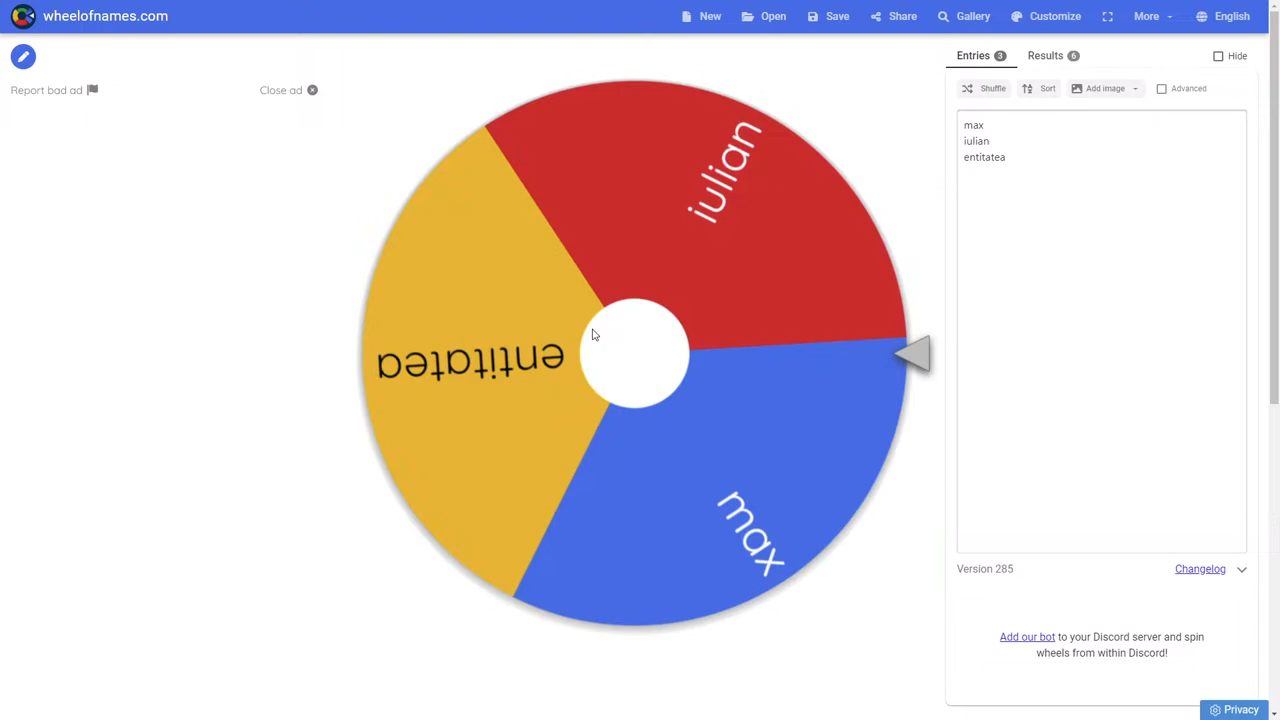 wheelofnames.com
New
Open
Save
Share
Gallery
Customize
More
English
Report bad ad
Close ad
iulian
entitatea
max
Entries 3
Results 6
Hide
Shuffle
Sort
Add image
Advanced
max
iulian
entitatea
Version 285
Changelog
Add our bot to your Discord server and spin
wheels from within Discord!
Privacy